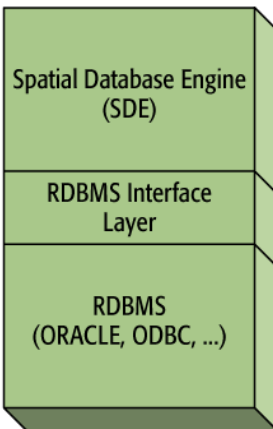 Spatial Database Engine
(SDE)
RDBMS Interface
Layer
RDBMS
(ORACLE, ODBC, ...)